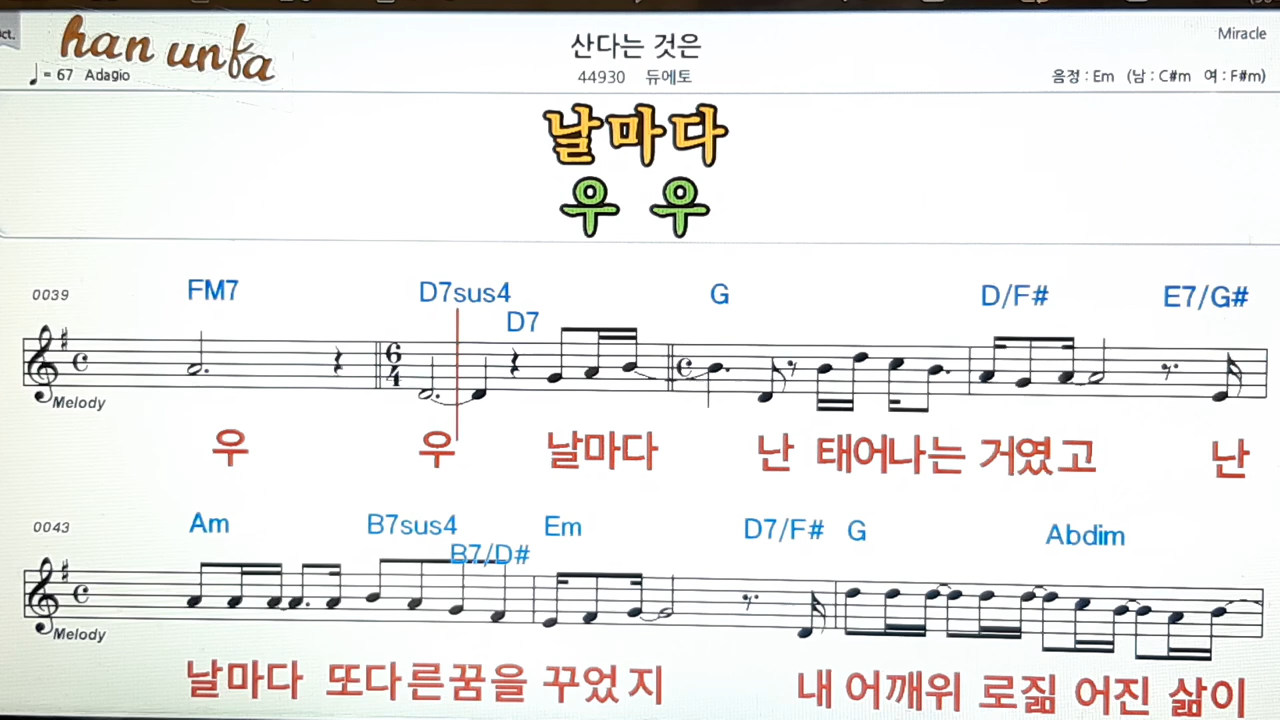 ct.
han unfa
Miracle
산다는 것은
♩= 67 Adagio
44930 듀에토
음정 : Em (남 : C#m 여 : F#m)
날마다
우 우
0039 FM7 D7sus4 D7 G D/F# E7/G#
6
4
Melody
우 우 날마다 난 태어나는 거였고 난
0043 Am B7sus4 B7/D# Em D7/F# G Abdim
Melody
날마다 또다른꿈을 꾸었지 내 어깨위 로짊 어진 삶이